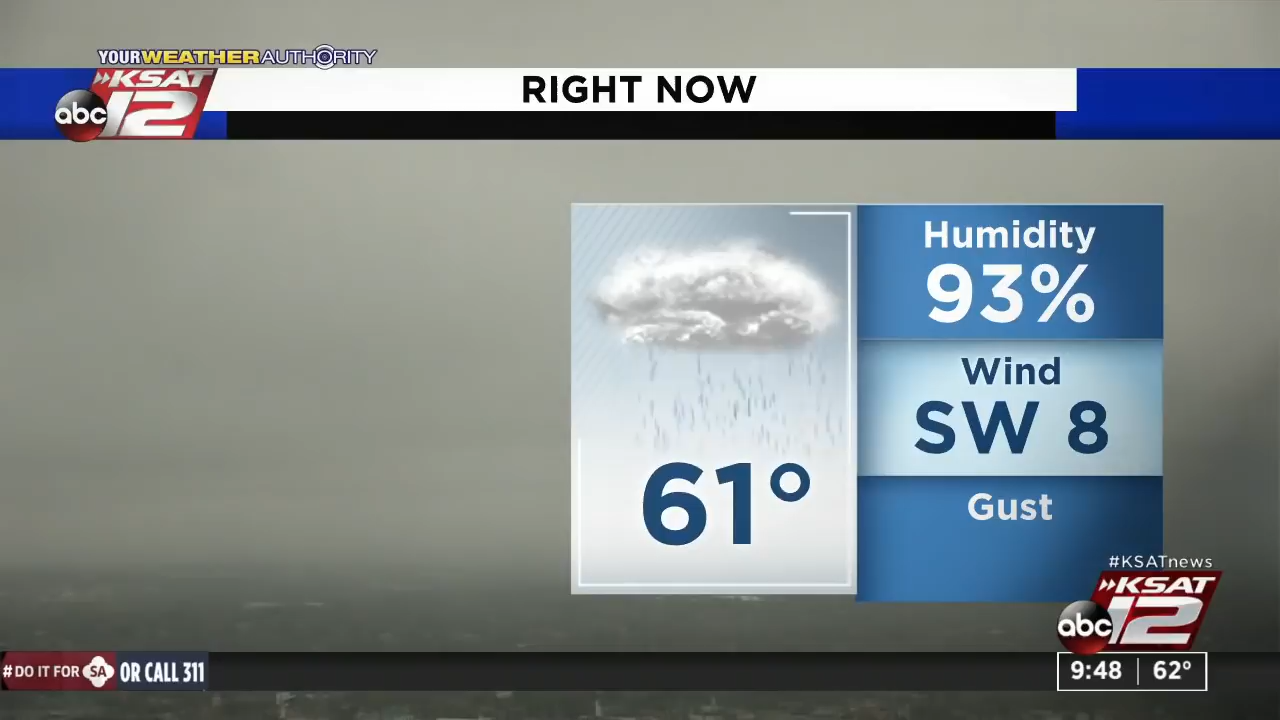 YOURWEATHERAUTHORITY
KSAT
abc 12
RIGHT NOW
Humidity
93%
Wind
SW 8
61°
Gust
#KSATnews
KSAT
abc 12
#DO IT FOR SA OR CALL 311
9:48 62°